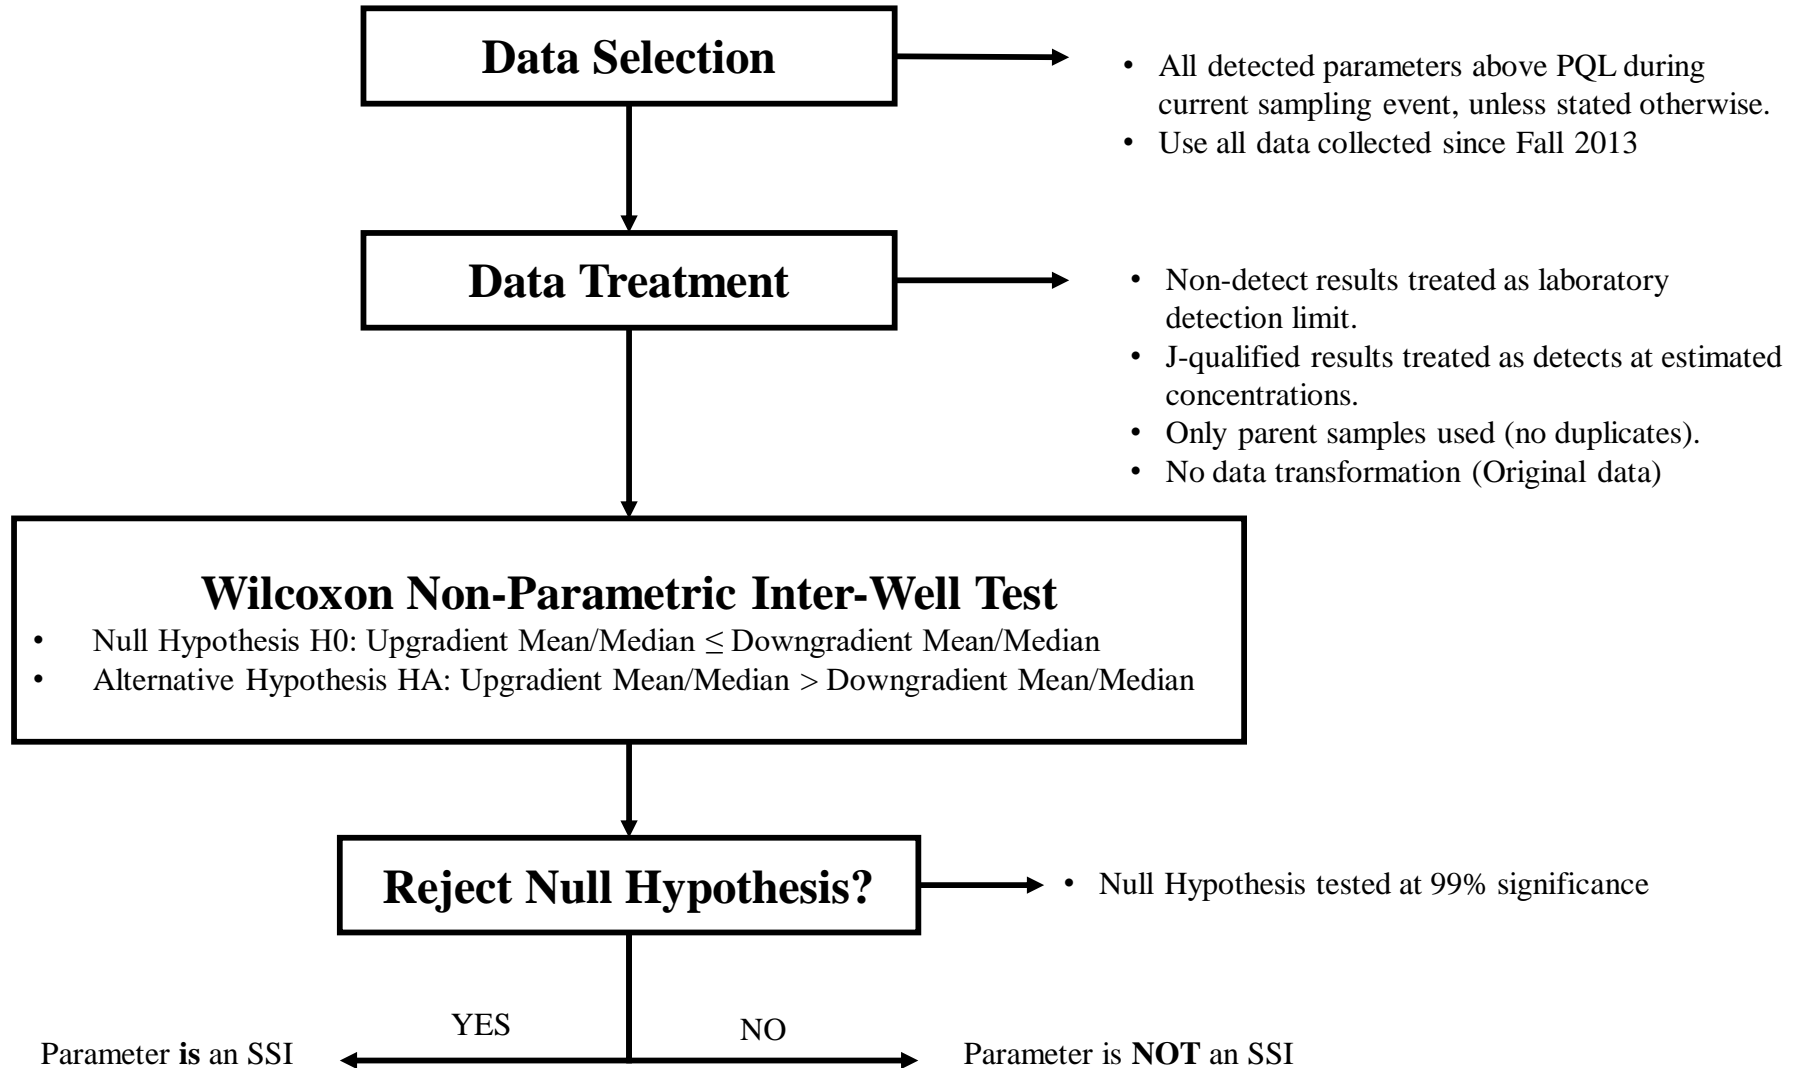 Data Selection
• All detected parameters above PQL during
current sampling event, unless stated otherwise.
• Use all data collected since Fall 2013
Data Treatment
• Non-detect results treated as laboratory
detection limit.
• J-qualified results treated as detects at estimated
concentrations.
• Only parent samples used (no duplicates).
• No data transformation (Original data)
Wilcoxon Non-Parametric Inter-Well Test
• Null Hypothesis H0: Upgradient Mean/Median ≤ Downgradient Mean/Median
• Alternative Hypothesis HA: Upgradient Mean/Median > Downgradient Mean/Median
Reject Null Hypothesis?
• Null Hypothesis tested at 99% significance
YES
NO
Parameter is an SSI
Parameter is NOT an SSI